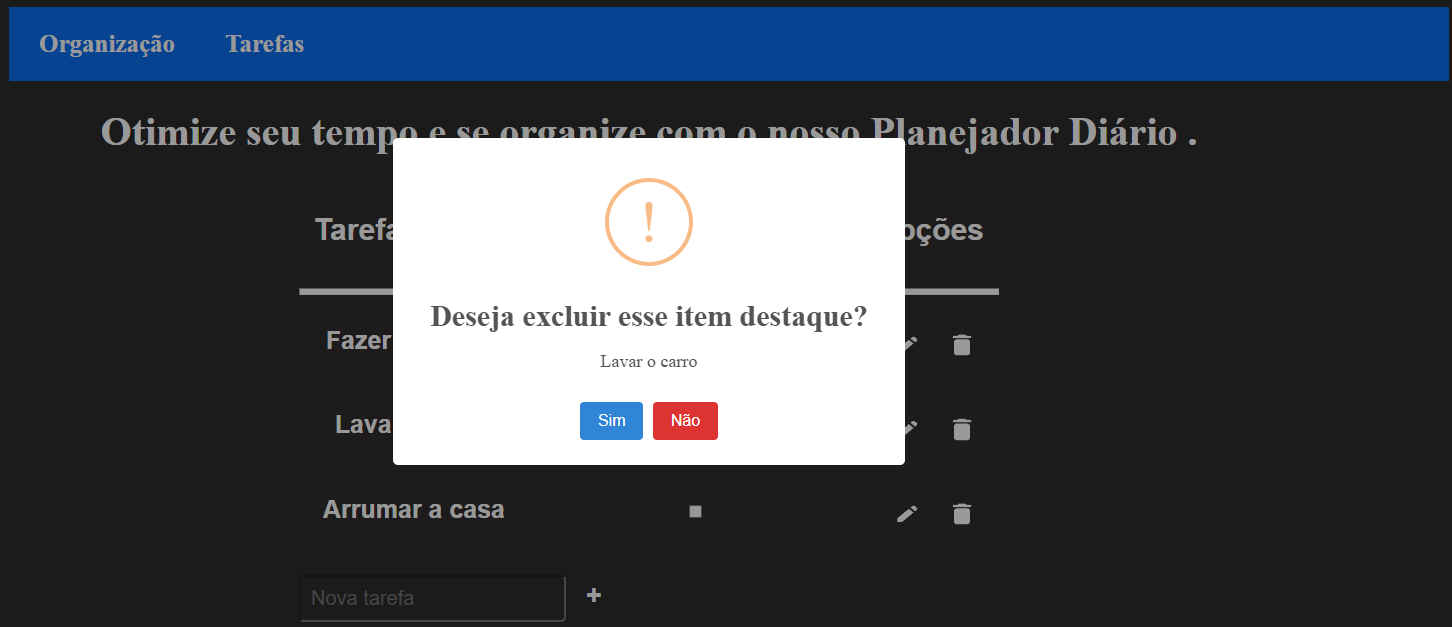 Organização Tarefas
Otimize seu tempo e se organize com o nosso Planejador Diário .
Tarefa pções
!
Deseja excluir esse item destaque?
Fazer
Lavar o carro
Lava
Sim Não
Arrumar a casa
Nova tarefa +